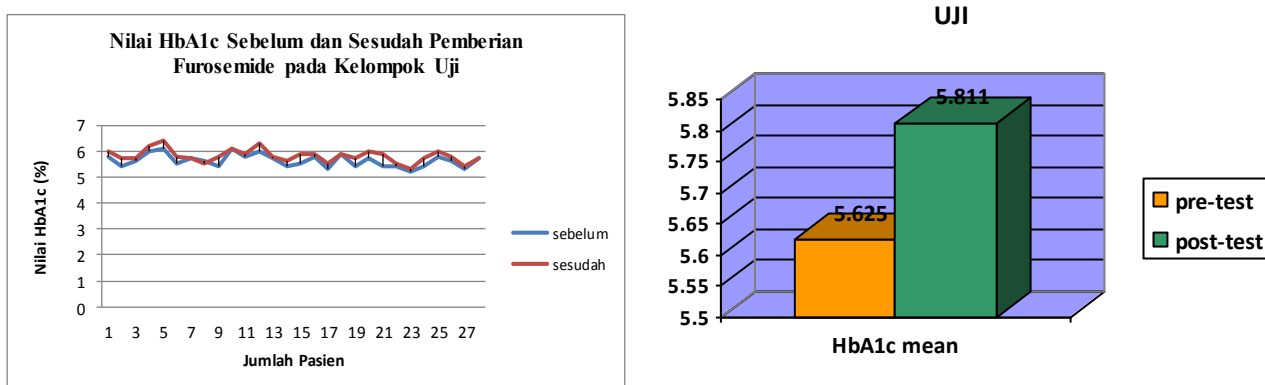 Nilai HbA1c Sebelum dan Sesudah Pemberian
Furosemide pada Kelompok Uji
Nilai HbA1c (%)
7
6
5
4
3
2
1
0
1 3 5 7 9 11 13 15 17 19 21 23 25 27
Jumlah Pasien
sebelum
sesudah
UJI
5.85
5.8
5.75
5.7
5.65
5.6
5.55
5.5
5.625
5.811
HbA1c mean
pre-test
post-test